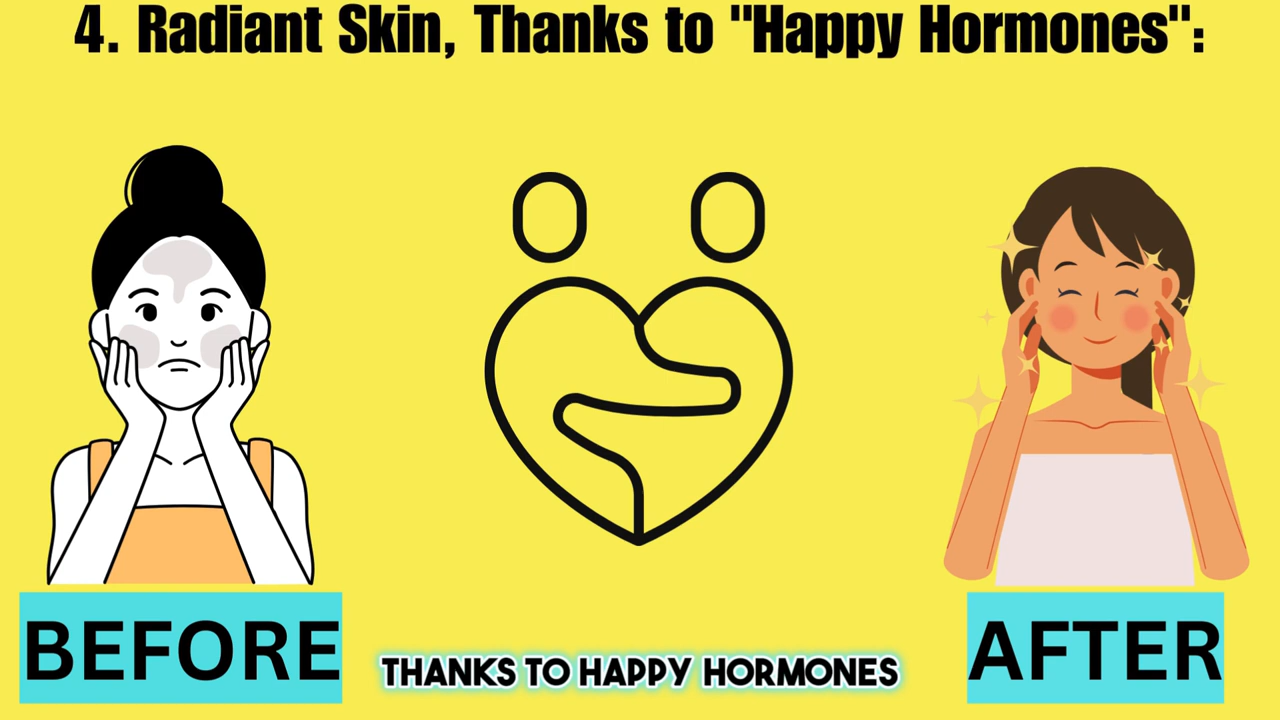 4. Radiant Skin, Thanks to "Happy Hormones":
BEFORE
THANKS TO HAPPY HORMONES
AFTER